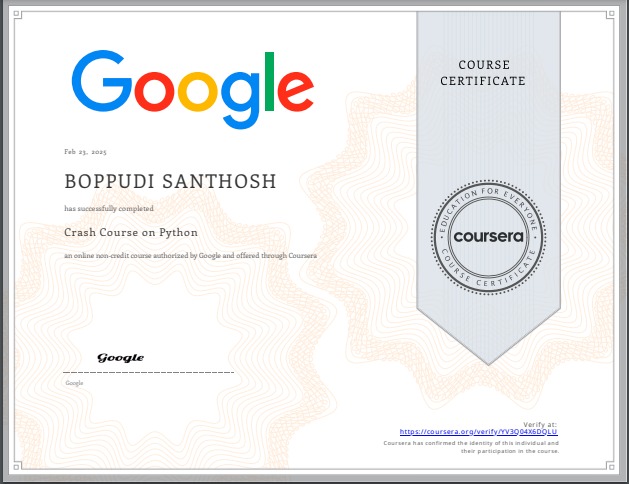 Google
COURSE
CERTIFICATE
Feb 23, 2025
BOPPUDI SANTHOSH
has successfully completed
Crash Course on Python
an online non-credit course authorized by Google and offered through Coursera
EDUCATION FOR EVERYONE
coursera
COURSE CERTIFICATE
Google
Google
Verify at:
https://coursera.org/verify/YV3Q04X6DQLU
Coursera has confirmed the identity of this individual and
their participation in the course.